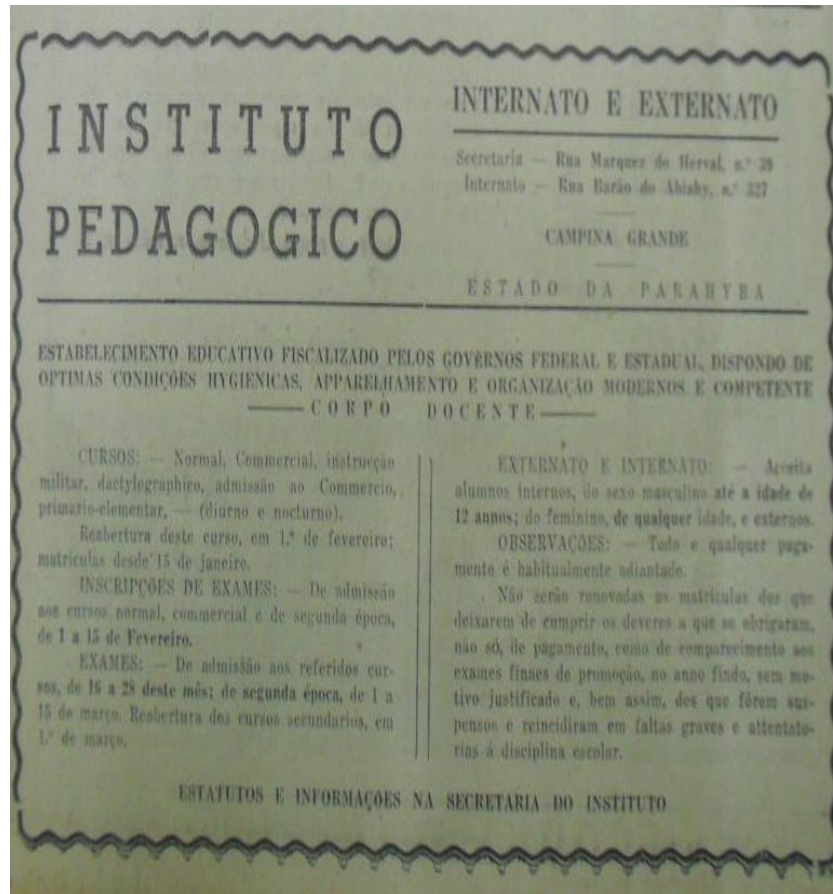 INSTITUTO
PEDAGOGICO
INTERNATO E EXTERNATO
Secretaria — Rua Marquez do Herval, n.° 39
Internato — Rua Barão do Abiahy, n.° 327
CAMPINA GRANDE
ESTADO DA PARAHYBA
ESTABELECIMENTO EDUCATIVO FISCALIZADO PELOS GOVÊRNOS FEDERAL E ESTADUAL, DISPONDO DE
OPTIMAS CONDIÇÕES HYGIENICAS, APPARELHAMENTO E ORGANIZAÇÃO MODERNOS E COMPETENTE
—— CORPO DOCENTE ——
CURSOS: — Normal, Commercial, instrucção
militar, dactylographico, admissão ao Commercio,
primario-elementar, — (diurno e nocturno).
Reabertura deste curso, em 1.° de fevereiro;
matriculas desde 15 de janeiro.
INSCRIPÇÕES DE EXAMES: — De admissão
aos cursos normal, commercial e de segunda época,
de 1 a 15 de Fevereiro.
EXAMES: — De admissão aos referidos cur-
sos, de 16 a 28 deste mês; de segunda época, de 1 a
15 de março. Reabertura dos cursos secundarios, em
1.° de março.
EXTERNATO E INTERNATO: — Aceita
alumnos internos, do sexo masculino até a idade de
12 annos; do feminino, de qualquer idade, e externos.
OBSERVAÇÕES: — Todo e qualquer paga-
mento é habitualmente adiantado.
Não serão renovadas as matriculas dos que
deixarem de cumprir os deveres a que se obrigaram,
não só, de pagamento, como de comparecimento aos
exames finaes de promoção, no anno findo, sem mo-
tivo justificado e, bem assim, dos que fôrem sus-
pensos e reincidiram em faltas graves e attentato-
rias á disciplina escolar.
ESTATUTOS E INFORMAÇÕES NA SECRETARIA DO INSTITUTO